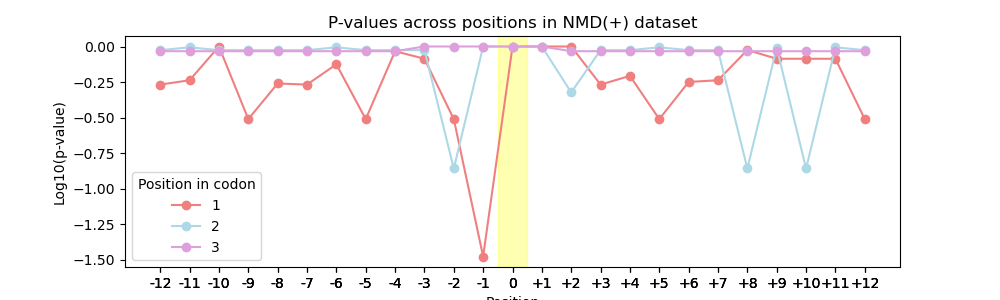 P-values across positions in NMD(+) dataset
Log10(p-value)
0.00
−0.25
−0.50
−0.75
−1.00
−1.25
−1.50
Position in codon
1
2
3
-12 -11 -10 -9 -8 -7 -6 -5 -4 -3 -2 -1 0 +1 +2 +3 +4 +5 +6 +7 +8 +9 +10 +11 +12
Position